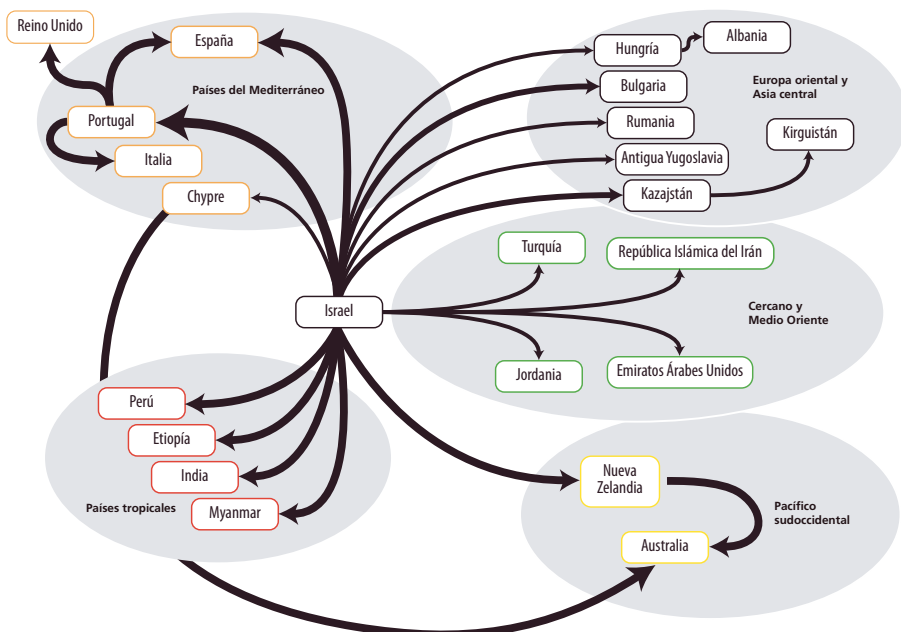 Reino Unido
España
Países del Mediterráneo
Portugal
Italia
Chypre
Hungría
Albania
Bulgaria
Europa oriental y
Asia central
Rumania
Kirguistán
Antigua Yugoslavia
Kazajstán
Turquía
República Islámica del Irán
Israel
Cercano y
Medio Oriente
Jordania
Emiratos Árabes Unidos
Perú
Etiopía
India
Países tropicales
Myanmar
Nueva
Zelandia
Pacífico
sudoccidental
Australia